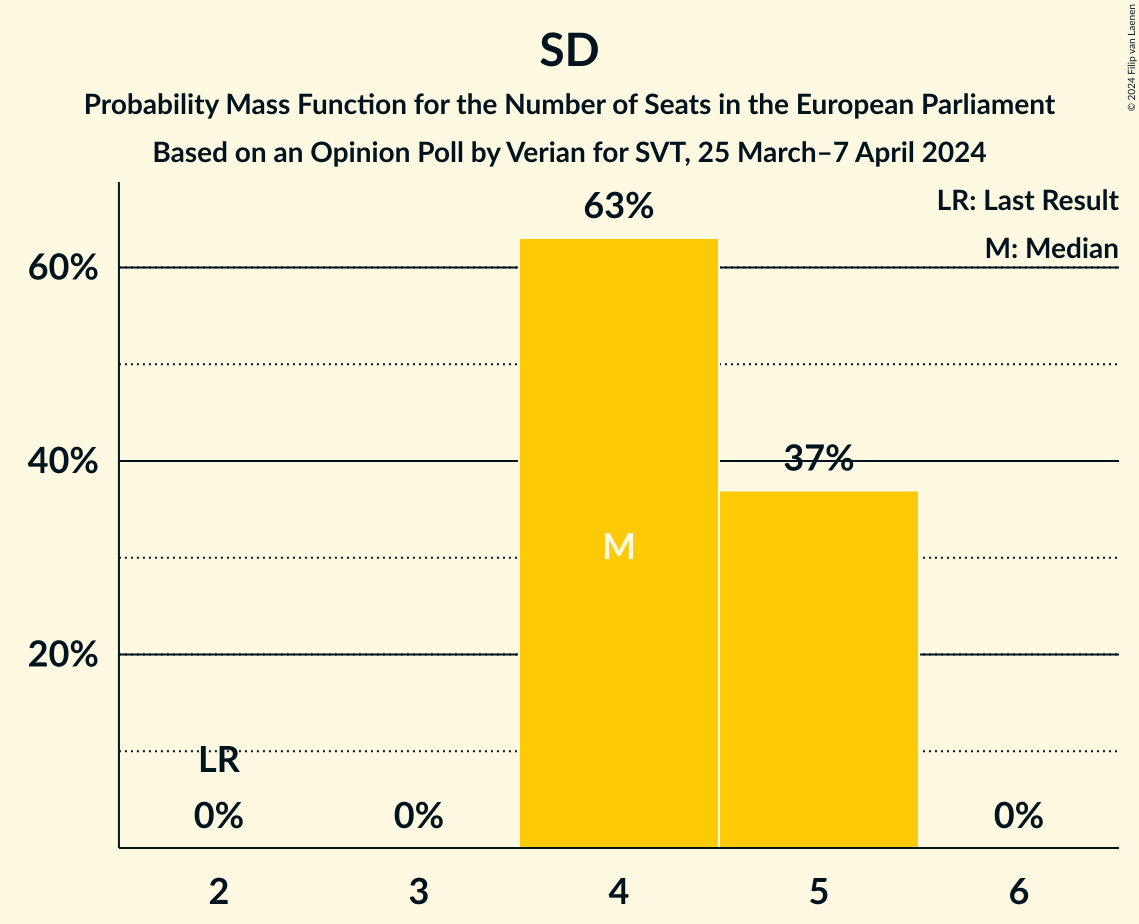 SD
Probability Mass Function for the Number of Seats in the European Parliament
Based on an Opinion Poll by Verian for SVT, 25 March–7 April 2024
© 2024 Filip van Laenen
LR: Last Result
M: Median
63%
60%
40%
37%
M
20%
LR
0%
0%
0%
2
3
4
5
6